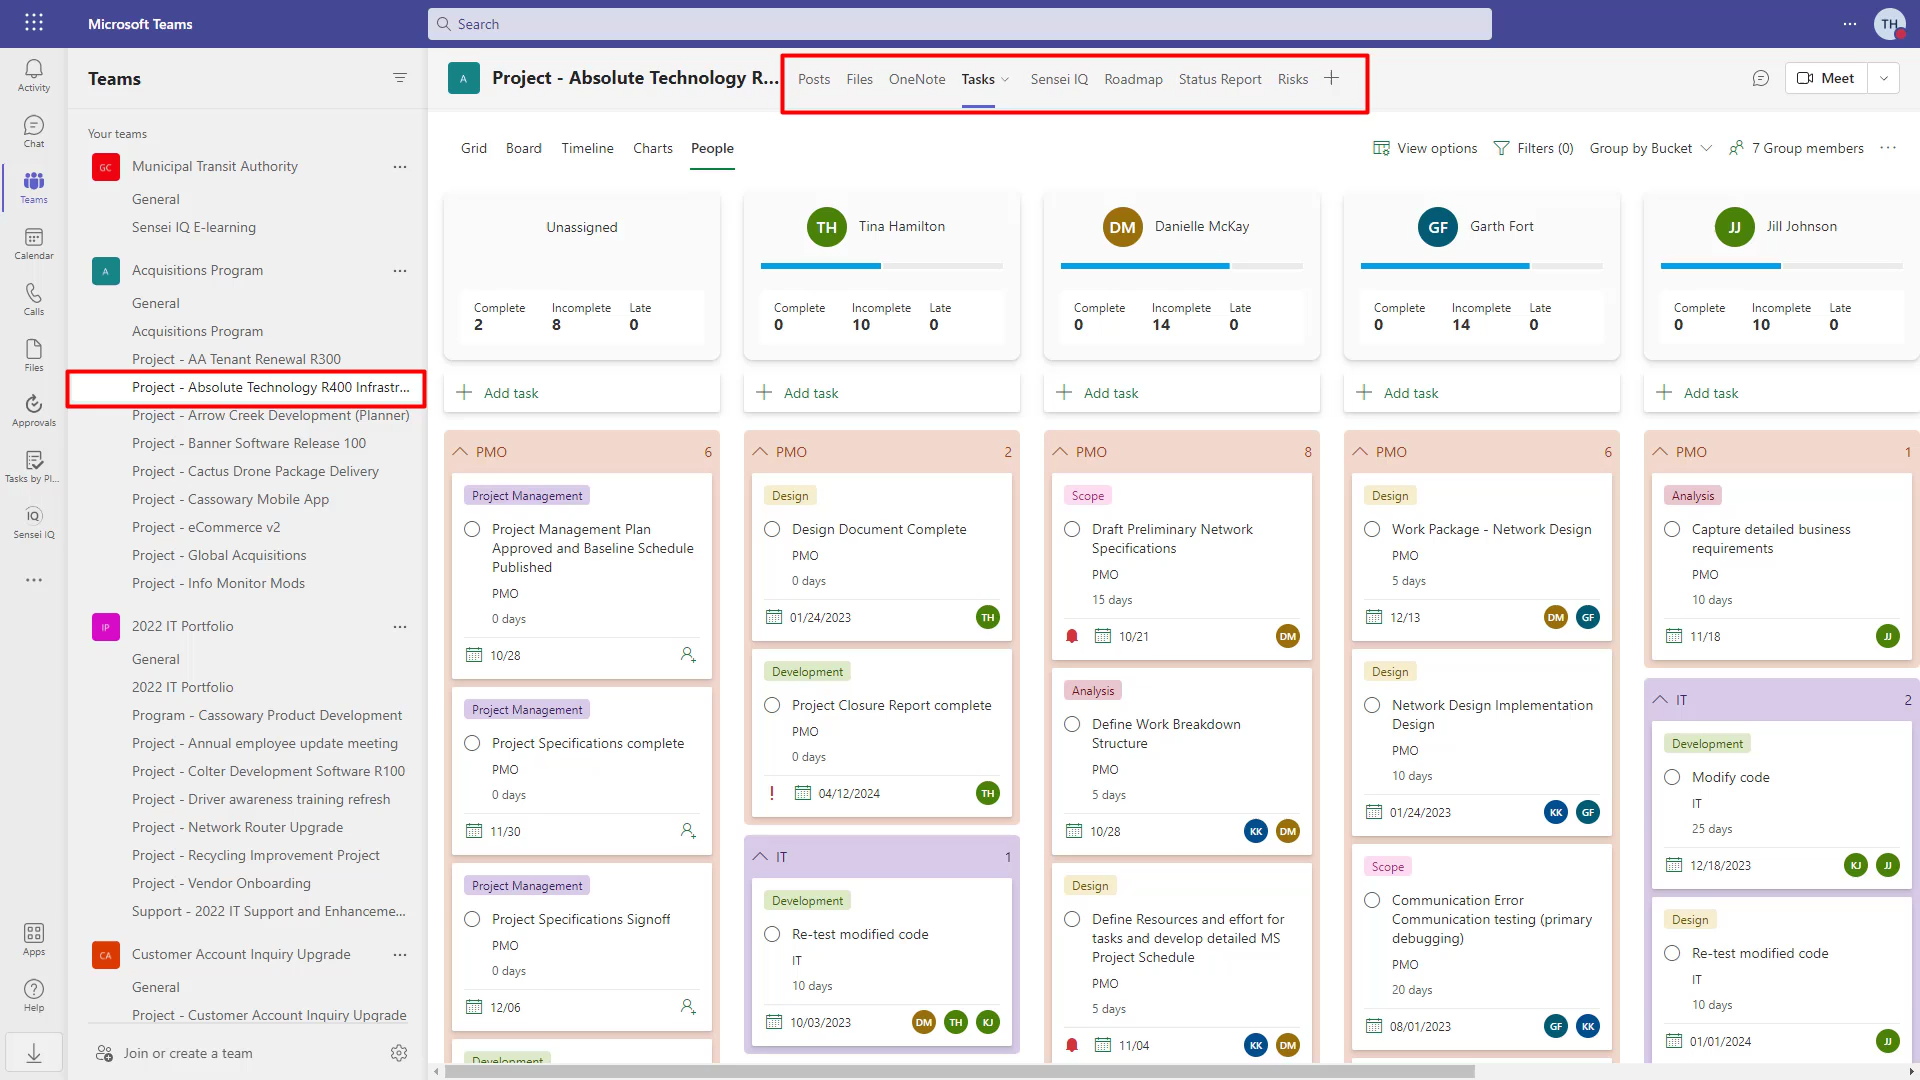 Microsoft Teams
Search
TH
Activity
Chat
Teams
Calendar
Calls
Files
Approvals
Tasks by Pl...
IQ
Sensei IQ
Apps
Help
Teams
Your teams
GC Municipal Transit Authority
General
Sensei IQ E-learning
A Acquisitions Program
General
Acquisitions Program
Project - AA Tenant Renewal R300
Project - Absolute Technology R400 Infrastr...
Project - Arrow Creek Development (Planner)
Project - Banner Software Release 100
Project - Cactus Drone Package Delivery
Project - Cassowary Mobile App
Project - eCommerce v2
Project - Global Acquisitions
Project - Info Monitor Mods
IP 2022 IT Portfolio
General
2022 IT Portfolio
Program - Cassowary Product Development
Project - Annual employee update meeting
Project - Colter Development Software R100
Project - Driver awareness training refresh
Project - Network Router Upgrade
Project - Recycling Improvement Project
Project - Vendor Onboarding
Support - 2022 IT Support and Enhanceme...
CA Customer Account Inquiry Upgrade
General
Project - Customer Account Inquiry Upgrade
Join or create a team
A Project - Absolute Technology R... Posts Files OneNote Tasks Sensei IQ Roadmap Status Report Risks
Meet
Grid Board Timeline Charts People
View options Filters (0) Group by Bucket 7 Group members
Unassigned
Complete Incomplete Late
2 8 0
Add task
PMO 6
Project Management
Project Management Plan
Approved and Baseline Schedule
Published
PMO
0 days
10/28
Project Management
Project Specifications complete
PMO
0 days
11/30
Project Management
Project Specifications Signoff
PMO
0 days
12/06
Development
TH Tina Hamilton
Complete Incomplete Late
0 10 0
Add task
PMO 2
Design
Design Document Complete
PMO
0 days
01/24/2023 TH
Development
Project Closure Report complete
PMO
0 days
! 04/12/2024 TH
IT 1
Development
Re-test modified code
IT
10 days
10/03/2023 DM TH KJ
DM Danielle McKay
Complete Incomplete Late
0 14 0
Add task
PMO 8
Scope
Draft Preliminary Network
Specifications
PMO
15 days
10/21 DM
Analysis
Define Work Breakdown
Structure
PMO
5 days
10/28 KK DM
Design
Define Resources and effort for
tasks and develop detailed MS
Project Schedule
PMO
5 days
11/04 KK DM
GF Garth Fort
Complete Incomplete Late
0 14 0
Add task
PMO 6
Design
Work Package - Network Design
PMO
5 days
12/13 DM GF
Design
Network Design Implementation
Design
PMO
10 days
01/24/2023 KK GF
Scope
Communication Error
Communication testing (primary
debugging)
PMO
20 days
08/01/2023 GF KK
JJ Jill Johnson
Complete Incomplete Late
0 10 0
Add task
PMO 1
Analysis
Capture detailed business
requirements
PMO
10 days
11/18 JJ
IT 2
Development
Modify code
IT
25 days
12/18/2023 KJ JJ
Design
Re-test modified code
IT
10 days
01/01/2024 JJ